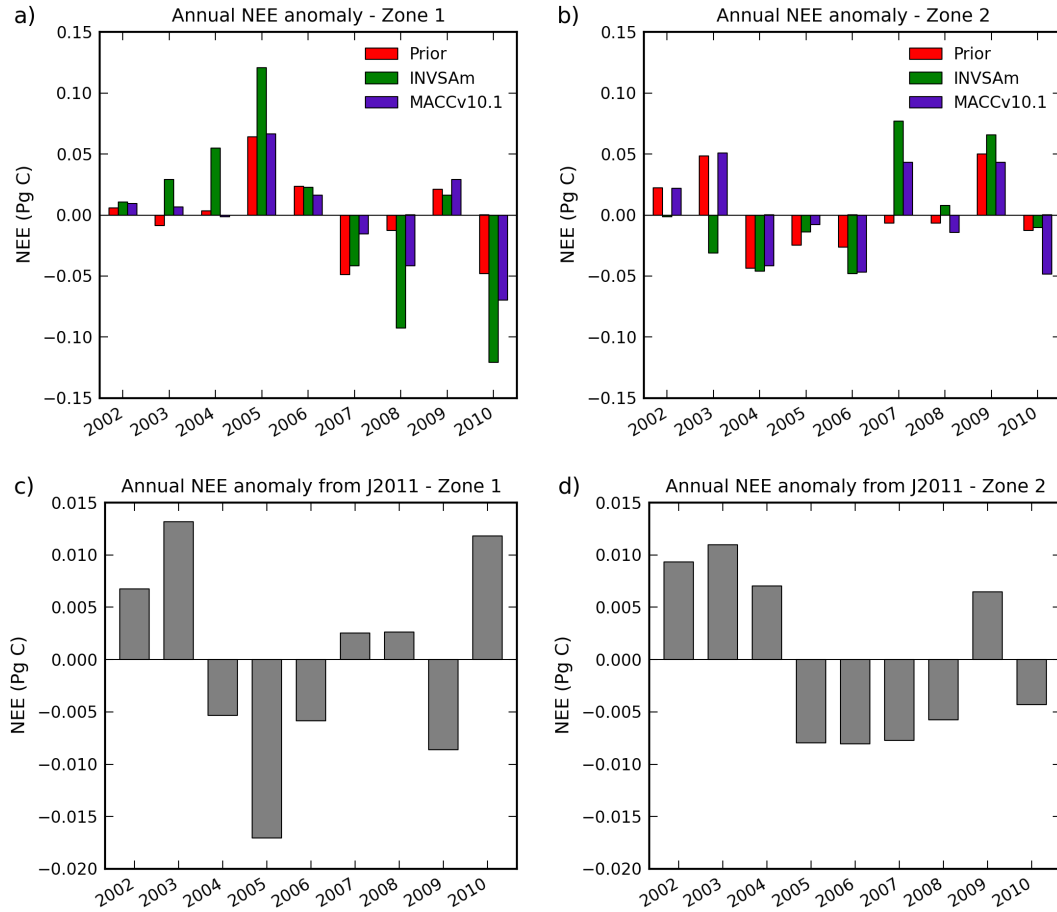 a)
Annual NEE anomaly - Zone 1
NEE (Pg C)
0.15
0.10
0.05
0.00
−0.05
−0.10
−0.15
Prior
INVSAm
MACCv10.1
2002 2003 2004 2005 2006 2007 2008 2009 2010
b)
Annual NEE anomaly - Zone 2
NEE (Pg C)
0.15
0.10
0.05
0.00
−0.05
−0.10
−0.15
Prior
INVSAm
MACCv10.1
2002 2003 2004 2005 2006 2007 2008 2009 2010
c)
Annual NEE anomaly from J2011 - Zone 1
NEE (Pg C)
0.015
0.010
0.005
0.000
−0.005
−0.010
−0.015
−0.020
2002 2003 2004 2005 2006 2007 2008 2009 2010
d)
Annual NEE anomaly from J2011 - Zone 2
NEE (Pg C)
0.015
0.010
0.005
0.000
−0.005
−0.010
−0.015
−0.020
2002 2003 2004 2005 2006 2007 2008 2009 2010